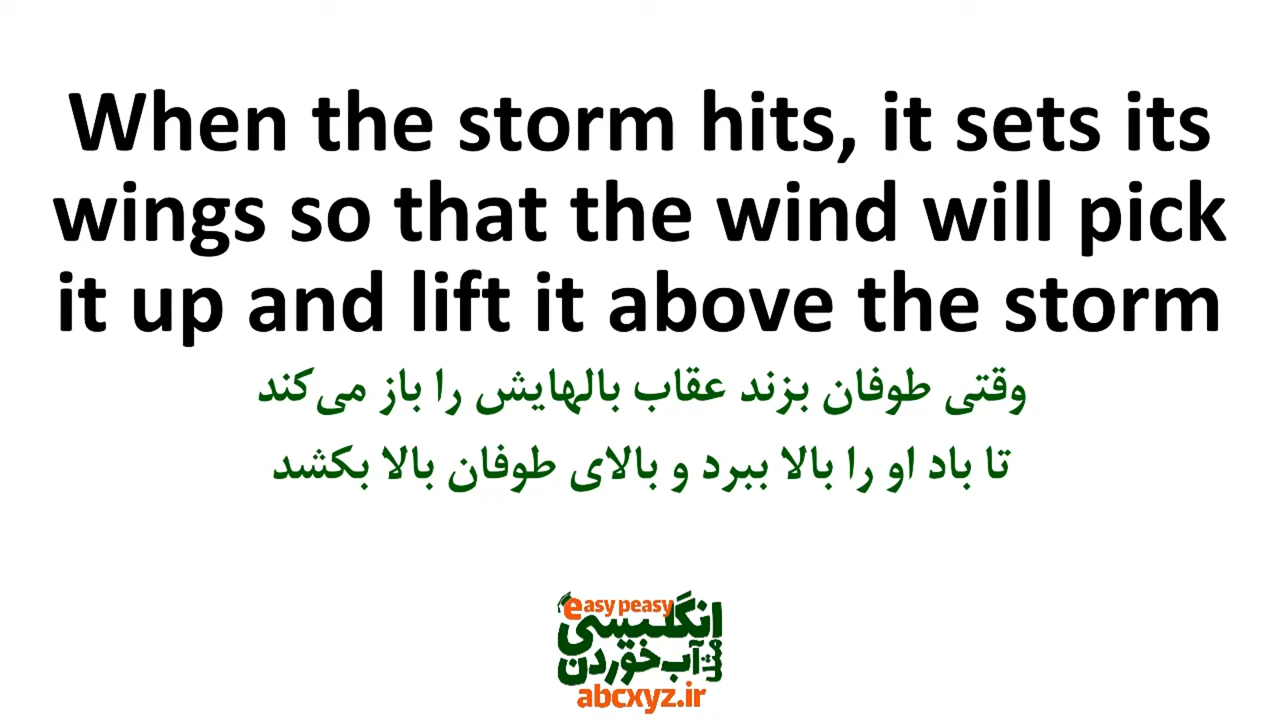 When the storm hits, it sets its
wings so that the wind will pick
it up and lift it above the storm
وقتی طوفان بزند عقاب بالهایش را باز می‌کند
تا باد او را بالا ببرد و بالای طوفان بالا بکشد
easy peasy
انگلیسی
مثل آب خوردن
abcxyz.ir